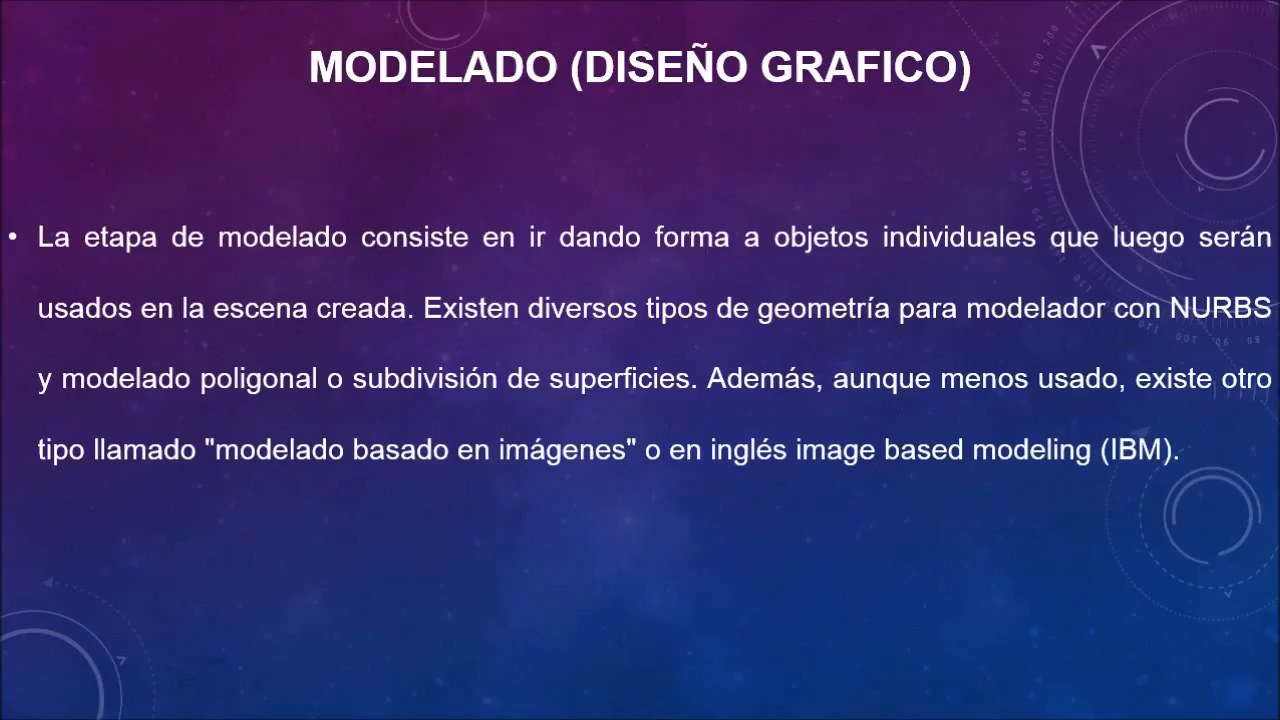 MODELADO (DISEÑO GRAFICO)
• La etapa de modelado consiste en ir dando forma a objetos individuales que luego serán
usados en la escena creada. Existen diversos tipos de geometría para modelador con NURBS
y modelado poligonal o subdivisión de superficies. Además, aunque menos usado, existe otro
tipo llamado "modelado basado en imágenes" o en inglés image based modeling (IBM).